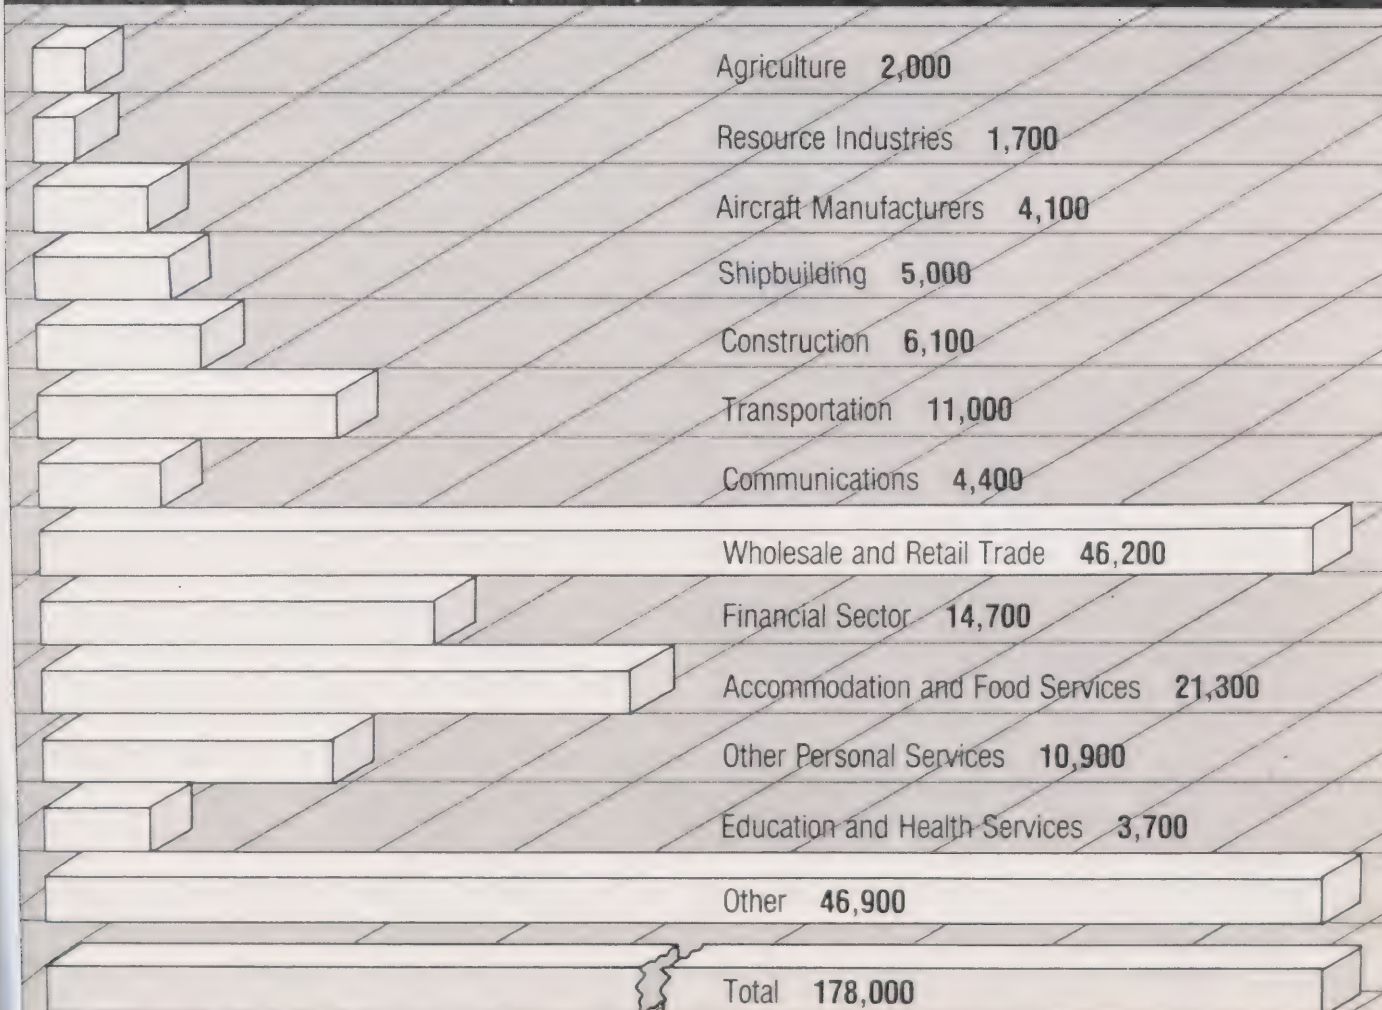 Agriculture 2,000
Resource Industries 1,700
Aircraft Manufacturers 4,100
Shipbuilding 5,000
Construction 6,100
Transportation 11,000
Communications 4,400
Wholesale and Retail Trade 46,200
Financial Sector 14,700
Accommodation and Food Services 21,300
Other Personal Services 10,900
Education and Health Services 3,700
Other 46,900
Total 178,000